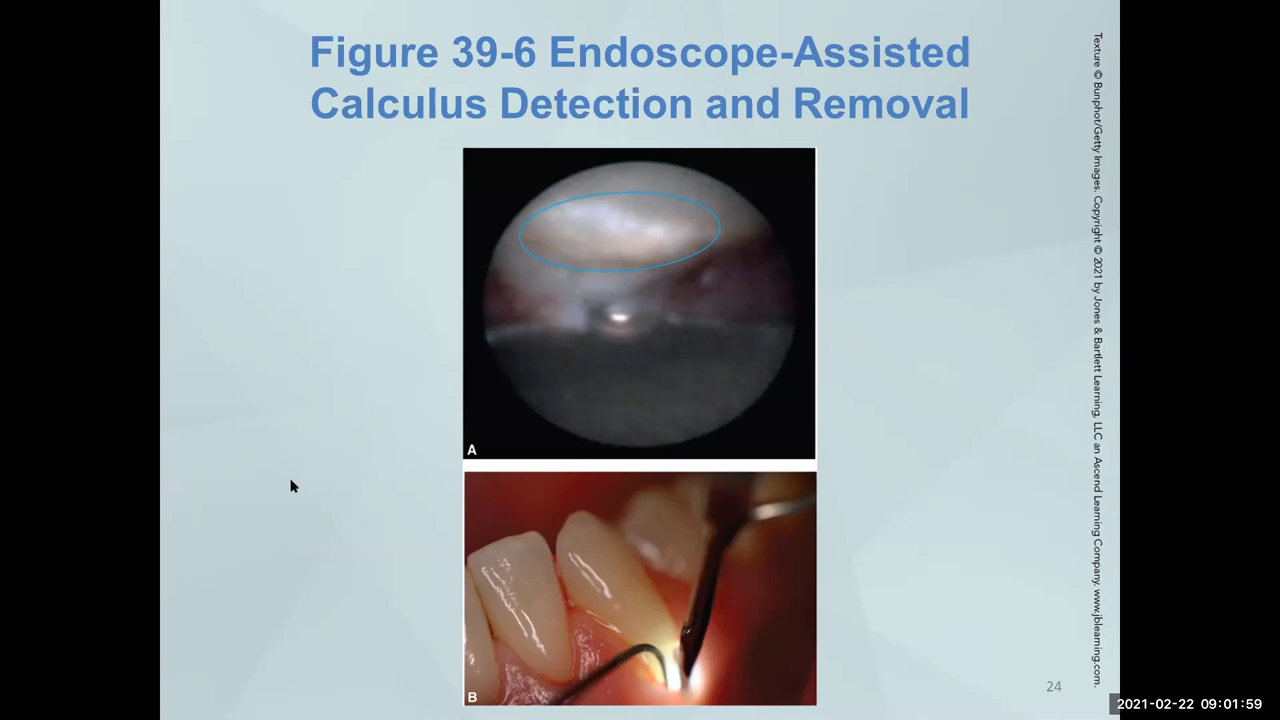 Figure 39-6 Endoscope-Assisted
Calculus Detection and Removal
A
B
Texture © Bunphot/Getty Images. Copyright © 2021 by Jones & Bartlett Learning, LLC an Ascend Learning Company. www.jblearning.com.
24
2021-02-22 09:01:59